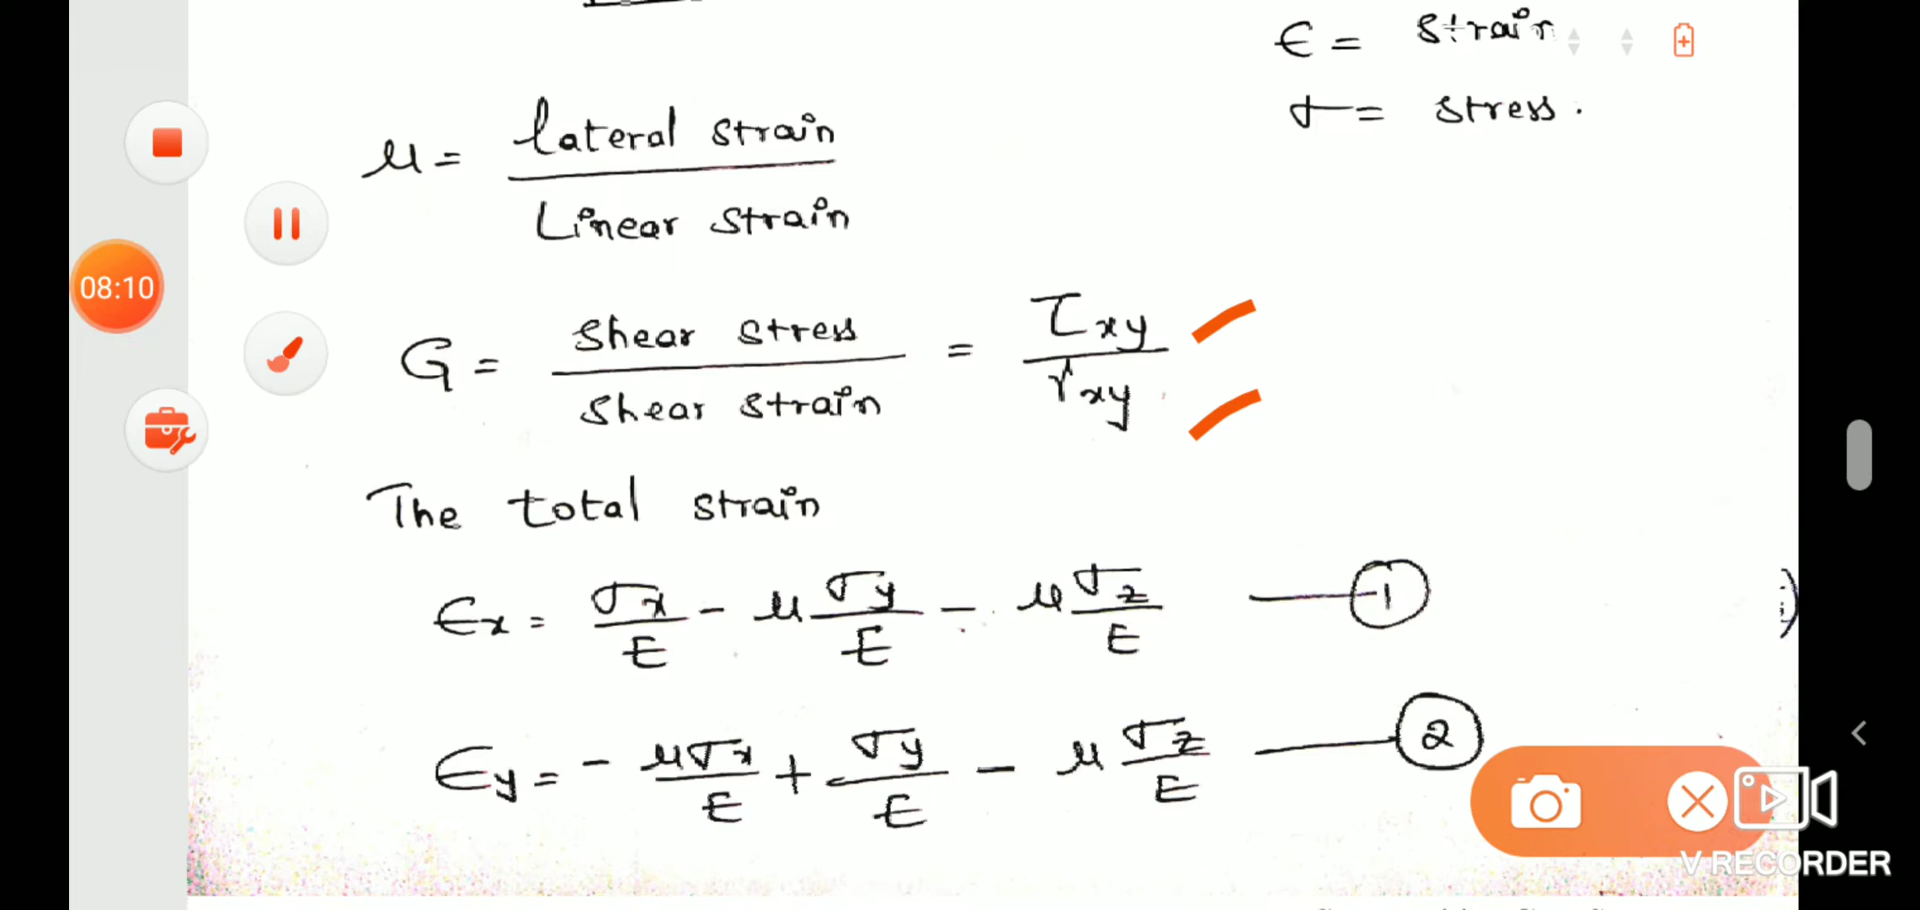 ϵ = strain
σ = stress.
μ = lateral strain / Linear strain
08:10
G = shear stress / shear strain = τxy / γxy
The total strain
ϵx = σx/E - μ σy/E - μ σz/E —— ①
ϵy = - μσx/E + σy/E - μ σz/E —— ②
V RECORDER